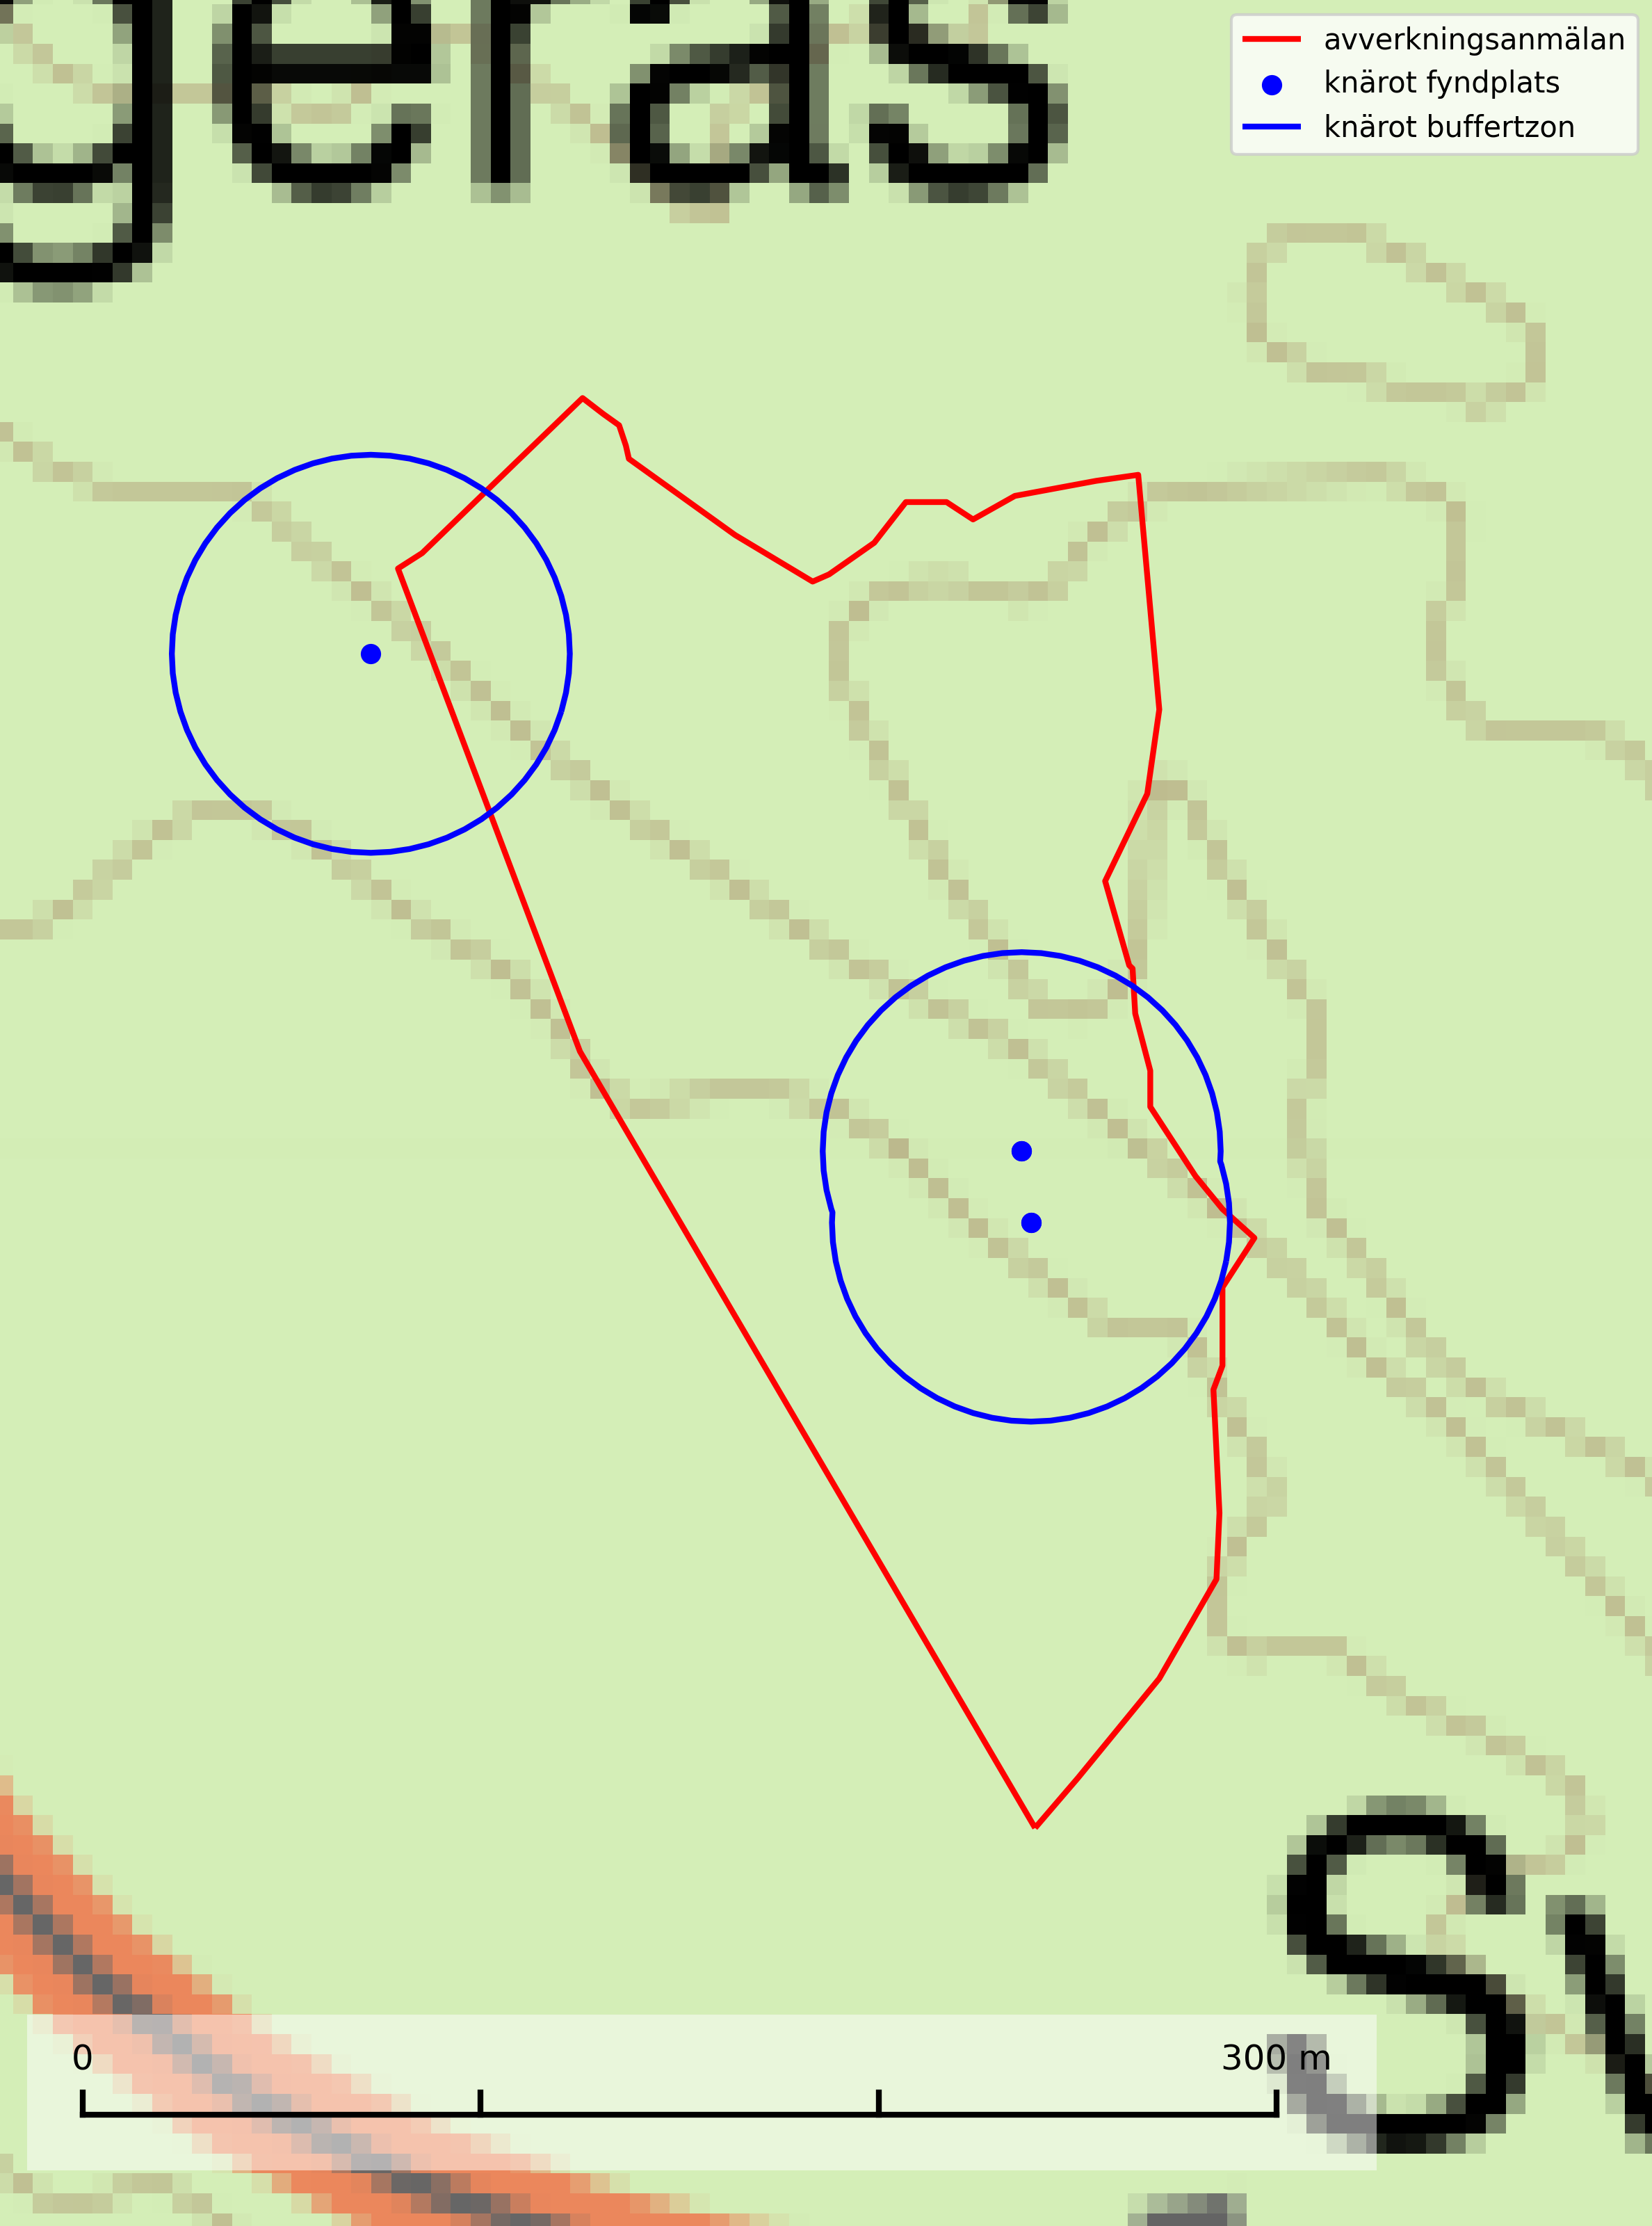 geras
avverkningsanmälan
knärot fyndplats
knärot buffertzon
0
300 m